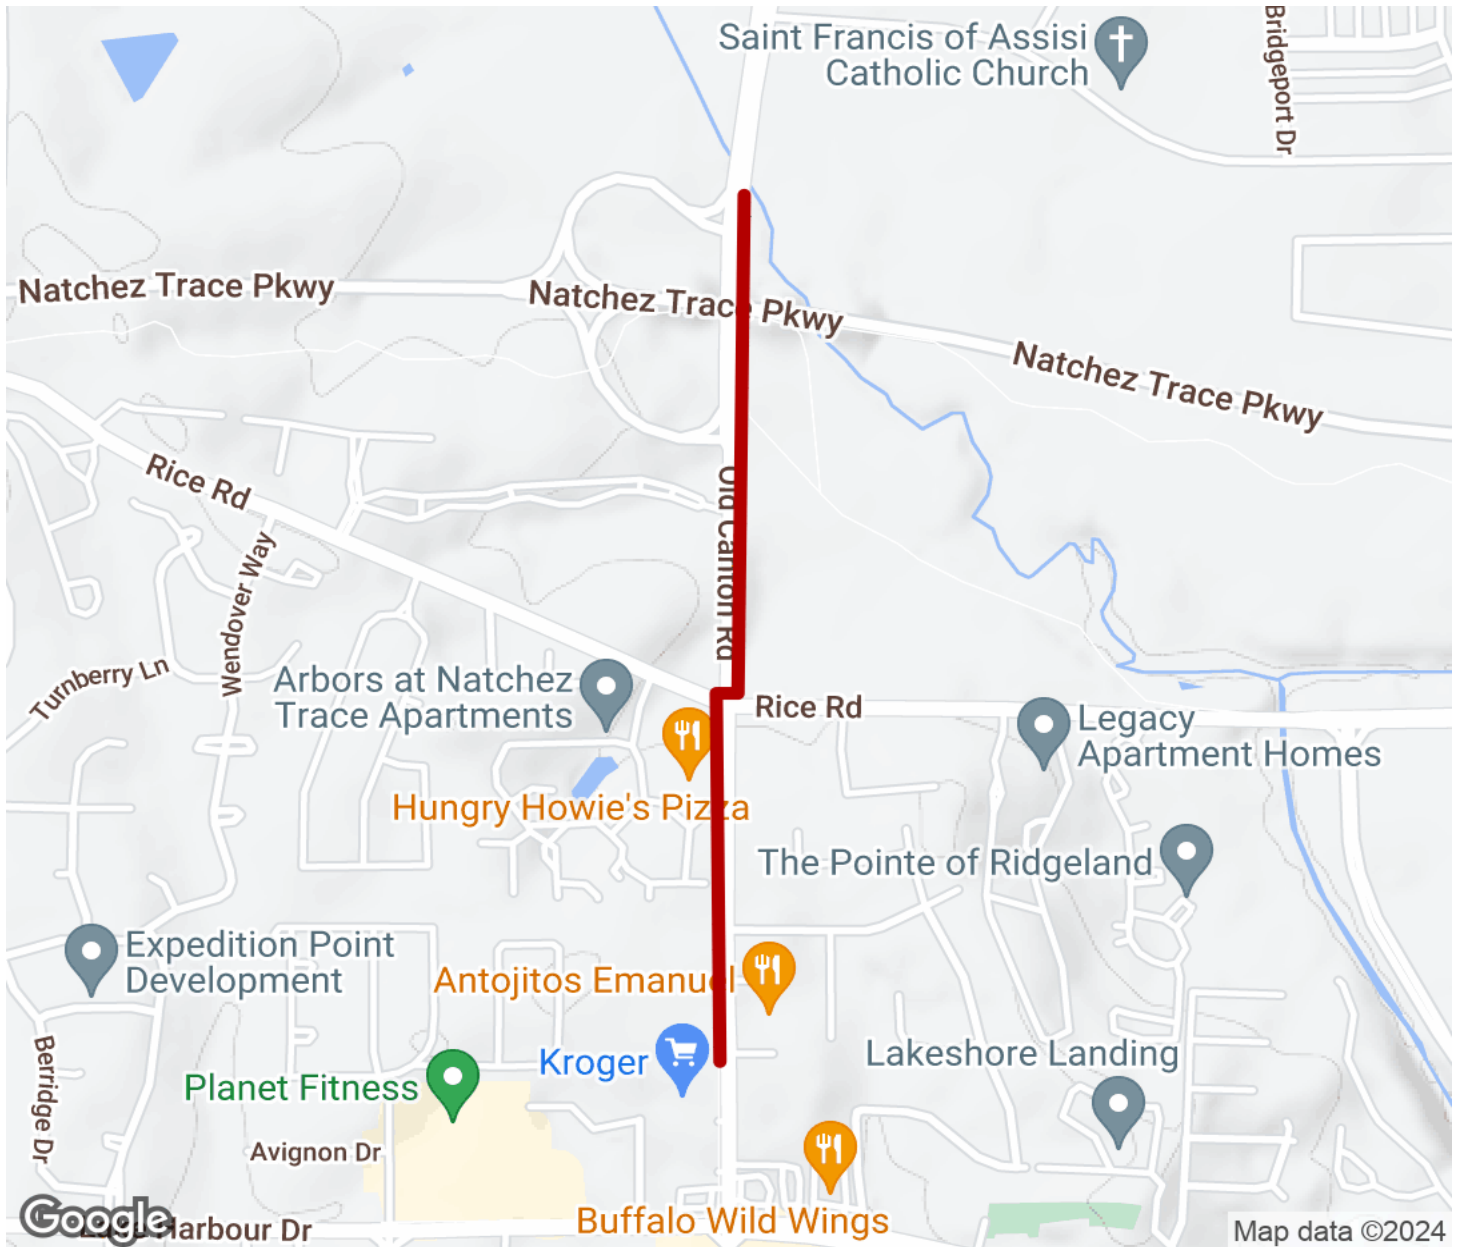 Saint Francis of Assisi
Catholic Church
Bridgeport Dr
Natchez Trace Pkwy
Natchez Trace Pkwy
Natchez Trace Pkwy
Rice Rd
Old Canton Rd
Wendover Way
Turnberry Ln
Arbors at Natchez
Trace Apartments
Rice Rd
Legacy
Apartment Homes
Hungry Howie's Pizza
The Pointe of Ridgeland
Expedition Point
Development
Antojitos Emanuel
Kroger
Lakeshore Landing
Planet Fitness
Berridge Dr
Avignon Dr
Buffalo Wild Wings
Google
Harbour Dr
Map data ©2024